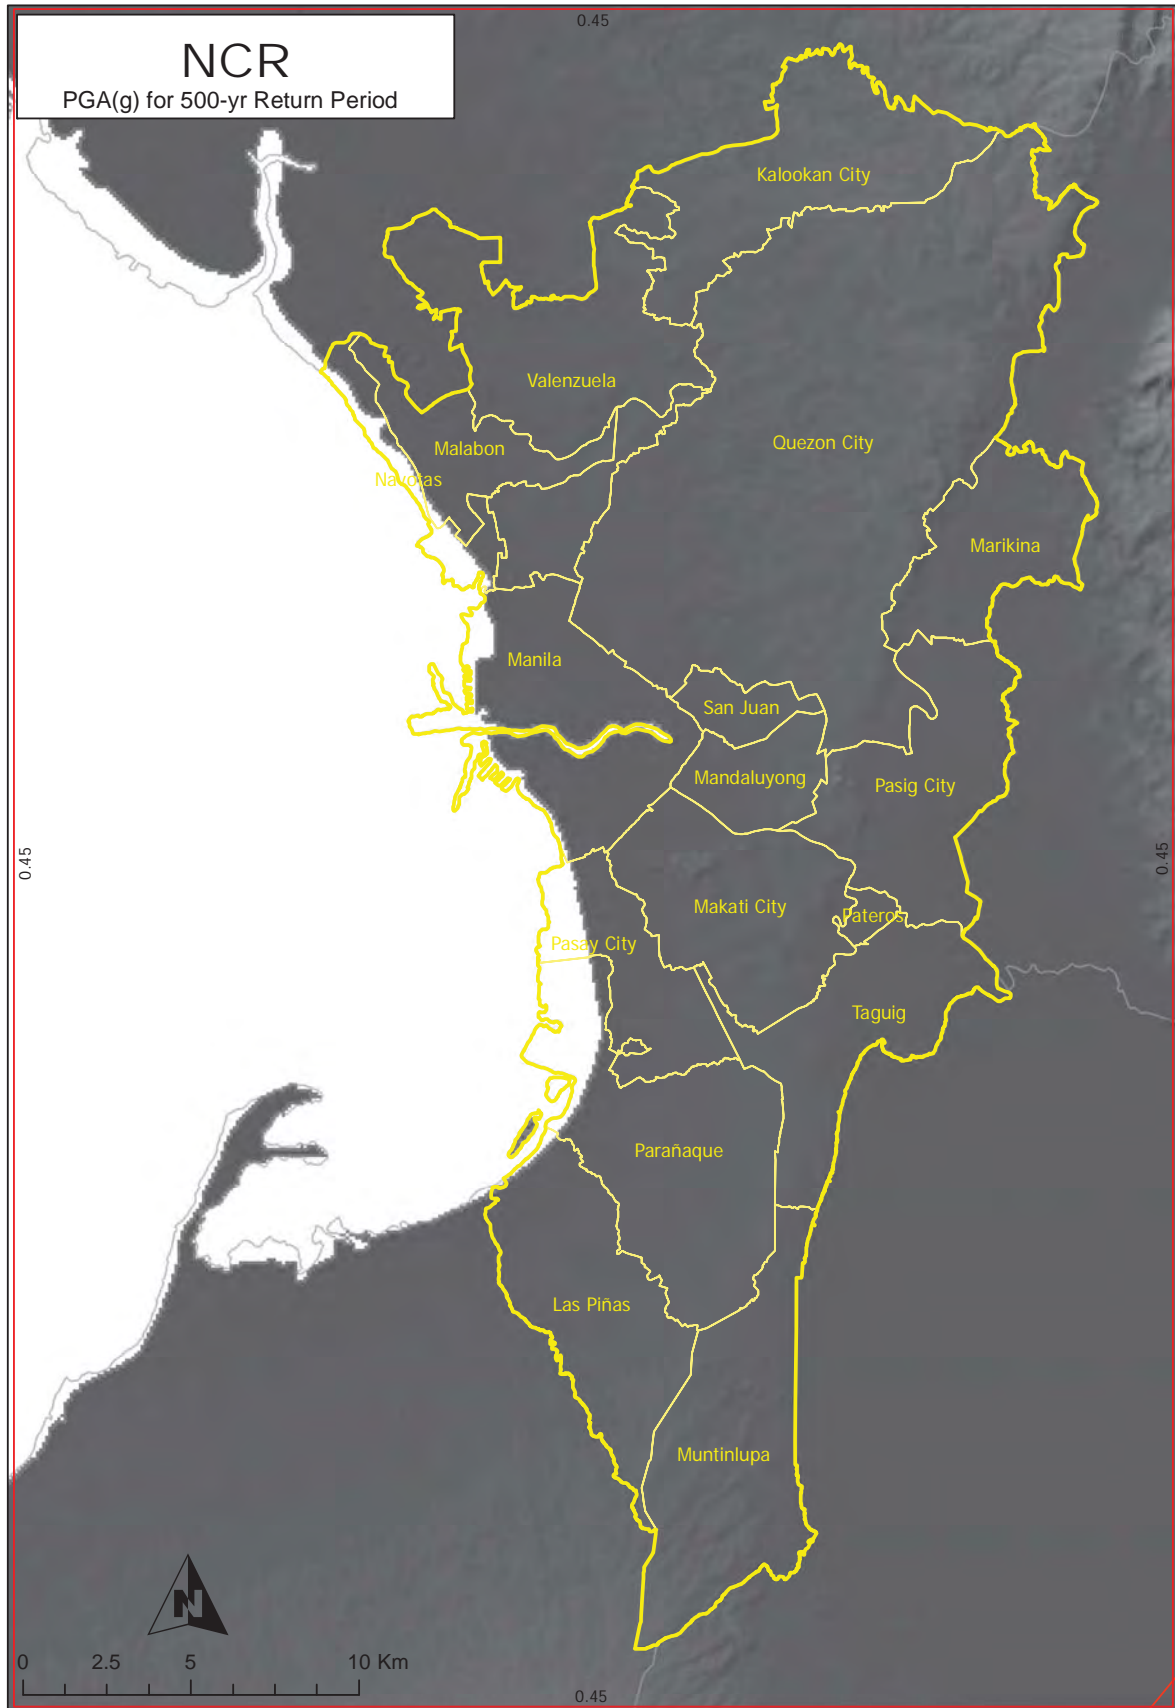 0.45
NCR
PGA(g) for 500-yr Return Period
Kalookan City
Valenzuela
Quezon City
Malabon
Navotas
Marikina
Manila
San Juan
Mandaluyong
Pasig City
0.45
0.45
Makati City
Pateros
Pasay City
Taguig
Parañaque
Las Piñas
Muntinlupa
N
0 2.5 5 10 Km
0.45